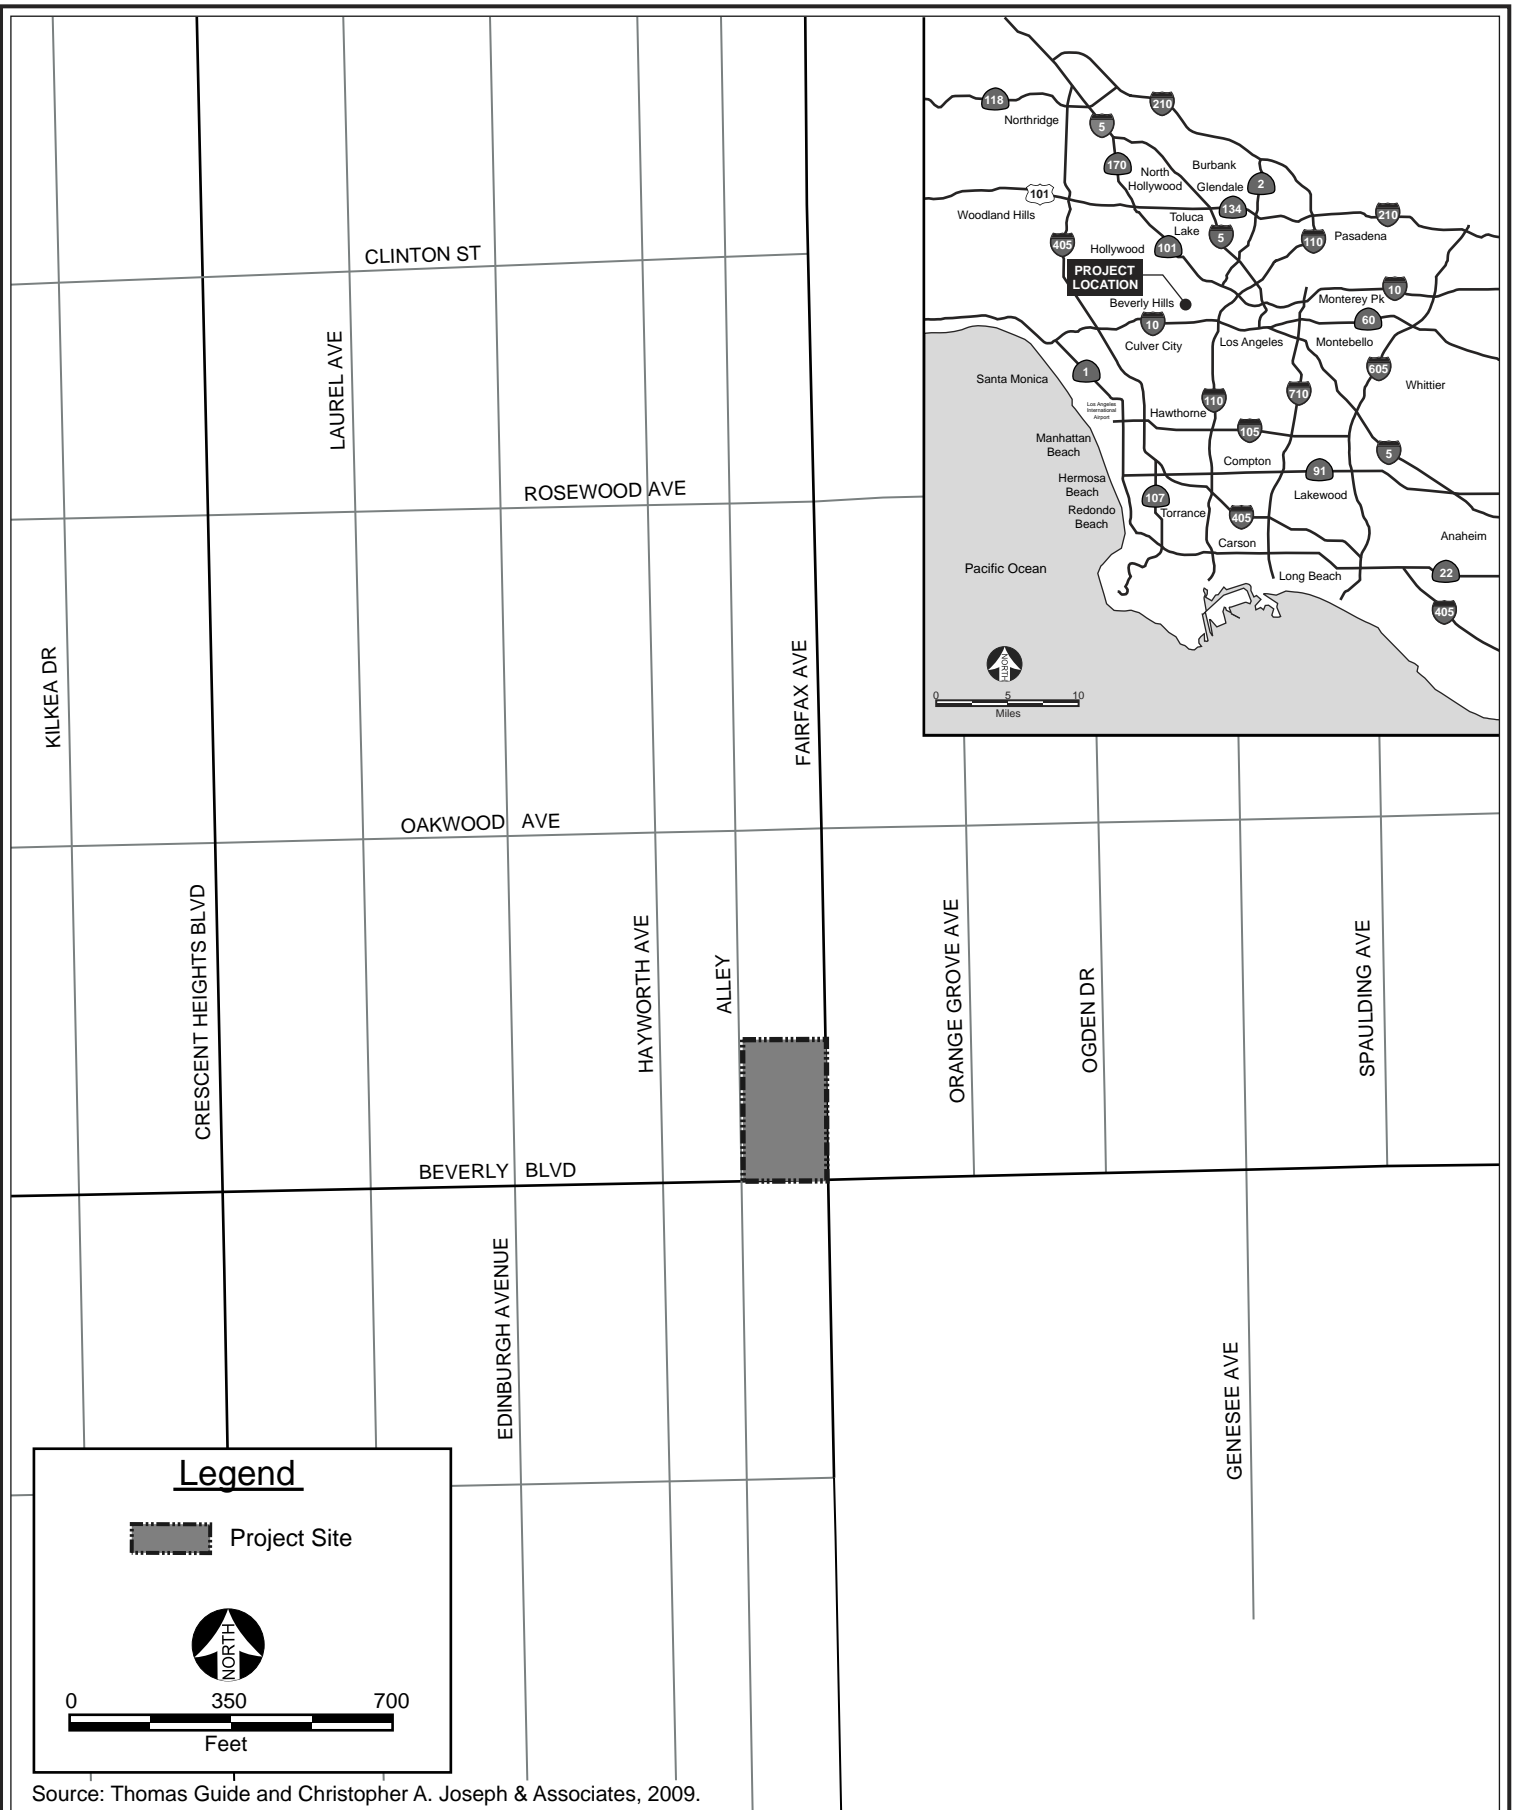 CLINTON ST
LAUREL AVE
ROSEWOOD AVE
KILKEA DR
FAIRFAX AVE
OAKWOOD AVE
CRESCENT HEIGHTS BLVD
HAYWORTH AVE
ALLEY
ORANGE GROVE AVE
OGDEN DR
SPAULDING AVE
BEVERLY BLVD
EDINBURGH AVENUE
GENESEE AVE
118
Northridge
210
5
170
North
Hollywood
Burbank
Glendale
2
101
Woodland Hills
134
Toluca
Lake
210
405
Hollywood
101
5
110
Pasadena
PROJECT
LOCATION
Beverly Hills
10
Monterey Pk
10
60
Culver City
Los Angeles
Montebello
1
Santa Monica
605
Whittier
Los Angeles
International
Airport
Hawthorne
110
710
105
Manhattan
Beach
5
Compton
91
Hermosa
Beach
107
Lakewood
Redondo
Beach
Torrance
405
Anaheim
Carson
Pacific Ocean
Long Beach
22
405
NORTH
0 5 10
Miles
Legend
Project Site
NORTH
0 350 700
Feet
Source: Thomas Guide and Christopher A. Joseph & Associates, 2009.